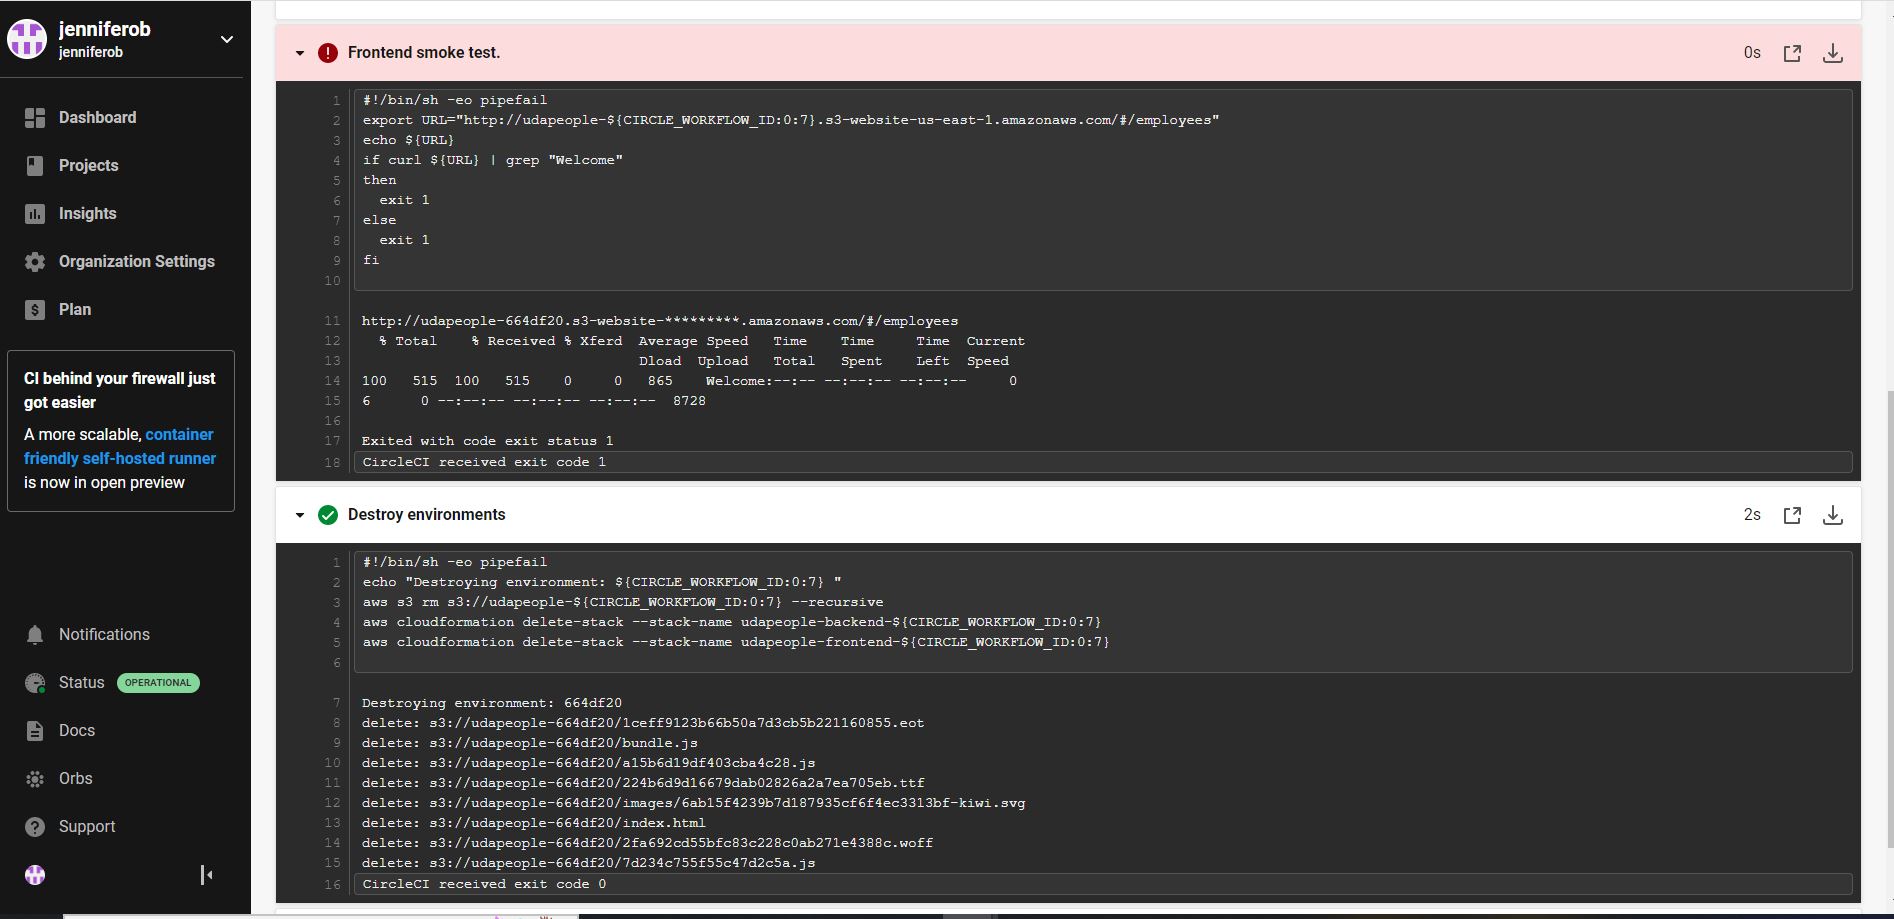 jenniferob
jenniferob
Dashboard
Projects
Insights
Organization Settings
$ Plan
CI behind your firewall just
got easier
A more scalable, container
friendly self-hosted runner
is now in open preview
Notifications
Status OPERATIONAL
Docs
Orbs
? Support
! Frontend smoke test. 0s
1 #!/bin/sh -eo pipefail
2 export URL="http://udapeople-${CIRCLE_WORKFLOW_ID:0:7}.s3-website-us-east-1.amazonaws.com/#/employees"
3 echo ${URL}
4 if curl ${URL} | grep "Welcome"
5 then
6 exit 1
7 else
8 exit 1
9 fi
10
11 http://udapeople-664df20.s3-website-*********.amazonaws.com/#/employees
12 % Total % Received % Xferd Average Speed Time Time Time Current
13 Dload Upload Total Spent Left Speed
14 100 515 100 515 0 0 865 Welcome:--:-- --:--:-- --:--:-- 0
15 6 0 --:--:-- --:--:-- --:--:-- 8728
16
17 Exited with code exit status 1
18 CircleCI received exit code 1
Destroy environments 2s
1 #!/bin/sh -eo pipefail
2 echo "Destroying environment: ${CIRCLE_WORKFLOW_ID:0:7} "
3 aws s3 rm s3://udapeople-${CIRCLE_WORKFLOW_ID:0:7} --recursive
4 aws cloudformation delete-stack --stack-name udapeople-backend-${CIRCLE_WORKFLOW_ID:0:7}
5 aws cloudformation delete-stack --stack-name udapeople-frontend-${CIRCLE_WORKFLOW_ID:0:7}
6
7 Destroying environment: 664df20
8 delete: s3://udapeople-664df20/1ceff9123b66b50a7d3cb5b221160855.eot
9 delete: s3://udapeople-664df20/bundle.js
10 delete: s3://udapeople-664df20/a15b6d19df403cba4c28.js
11 delete: s3://udapeople-664df20/224b6d9d16679dab02826a2a7ea705eb.ttf
12 delete: s3://udapeople-664df20/images/6ab15f4239b7d187935cf6f4ec3313bf-kiwi.svg
13 delete: s3://udapeople-664df20/index.html
14 delete: s3://udapeople-664df20/2fa692cd55bfc83c228c0ab271e4388c.woff
15 delete: s3://udapeople-664df20/7d234c755f55c47d2c5a.js
16 CircleCI received exit code 0